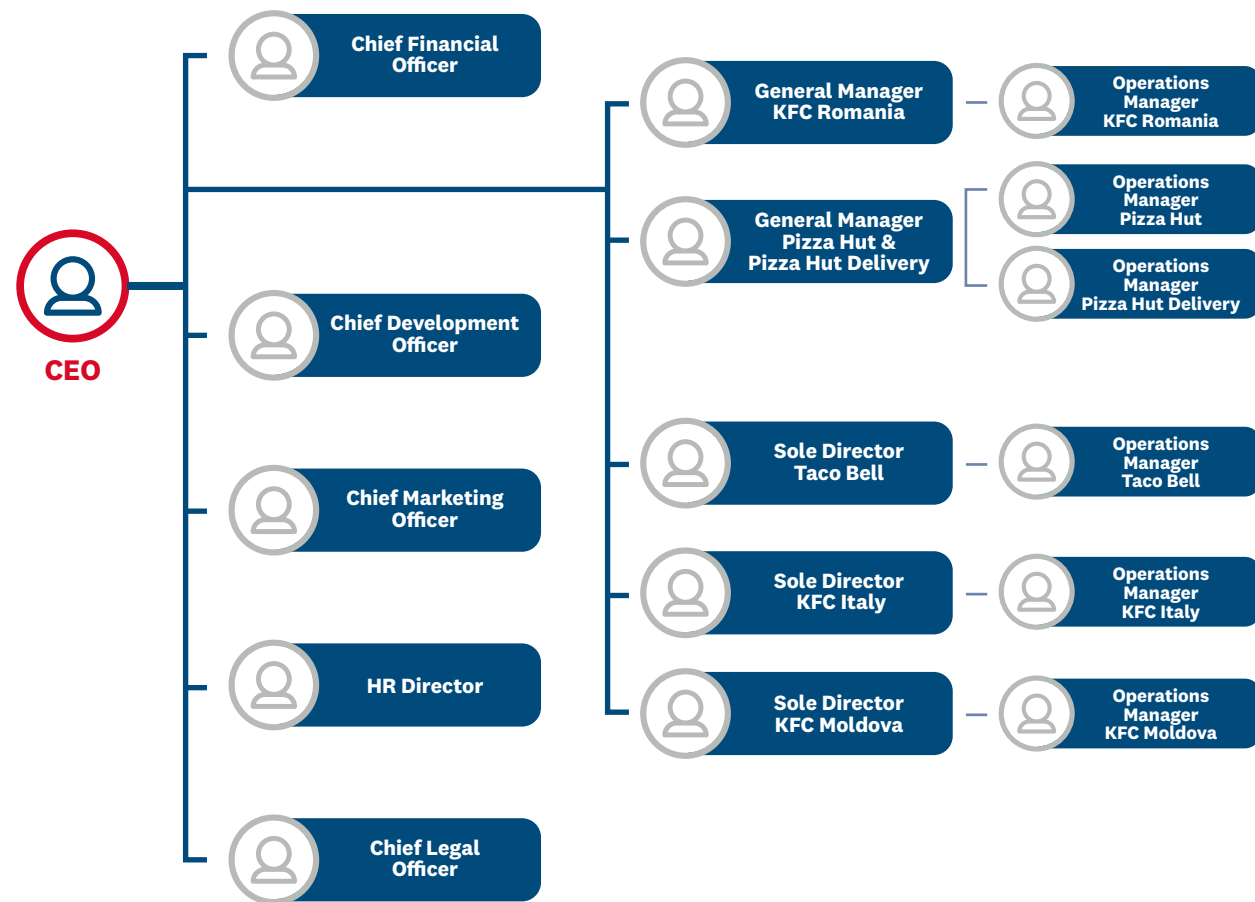 Chief Financial
Officer
General Manager
KFC Romania
Operations
Manager
KFC Romania
General Manager
Pizza Hut &
Pizza Hut Delivery
Operations
Manager
Pizza Hut
Operations
Manager
Pizza Hut Delivery
CEO
Chief Development
Officer
Sole Director
Taco Bell
Operations
Manager
Taco Bell
Chief Marketing
Officer
Sole Director
KFC Italy
Operations
Manager
KFC Italy
HR Director
Sole Director
KFC Moldova
Operations
Manager
KFC Moldova
Chief Legal
Officer